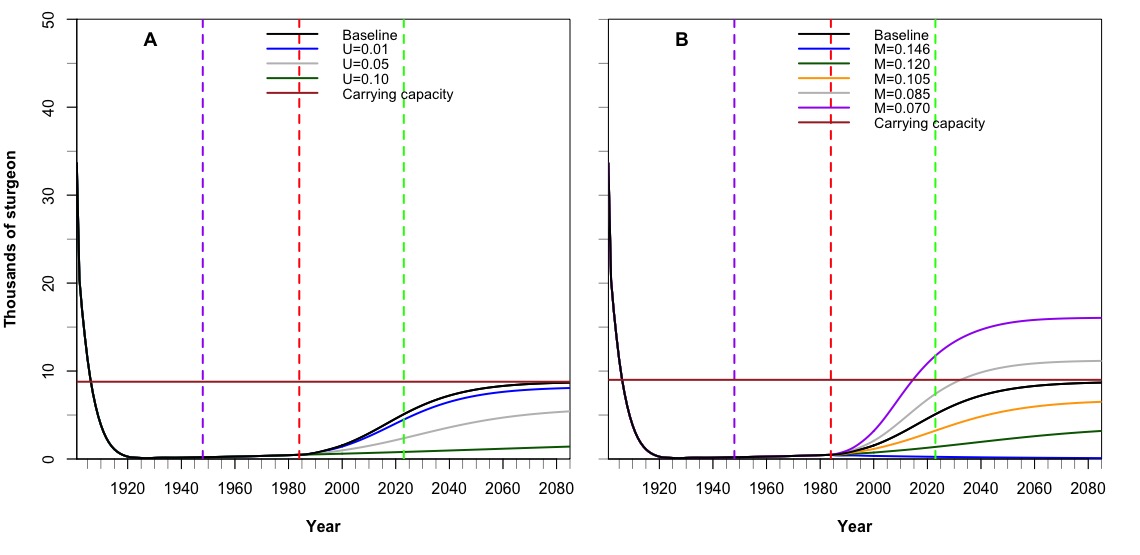 Thousands of sturgeon
50
40
30
20
10
0
A
Baseline
U=0.01
U=0.05
U=0.10
Carrying capacity
1920 1940 1960 1980 2000 2020 2040 2060 2080
Year
B
Baseline
M=0.146
M=0.120
M=0.105
M=0.085
M=0.070
Carrying capacity
1920 1940 1960 1980 2000 2020 2040 2060 2080
Year